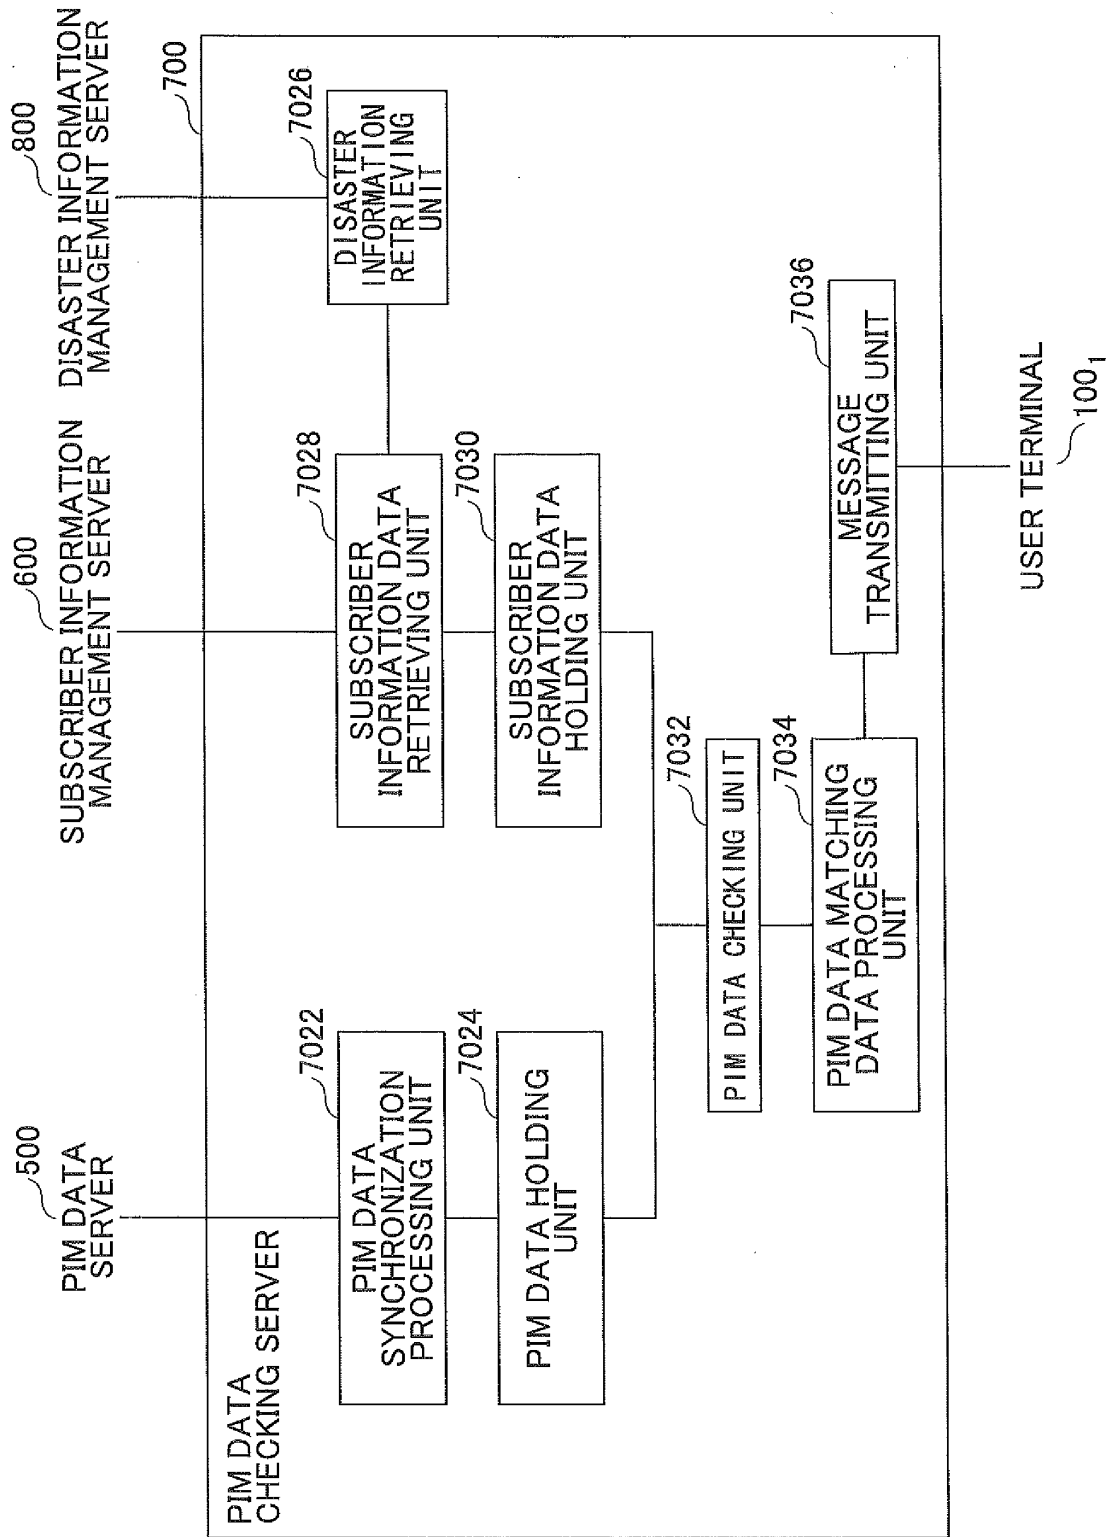 500
PIM DATA
SERVER
600
SUBSCRIBER INFORMATION
MANAGEMENT SERVER
800
DISASTER INFORMATION
MANAGEMENT SERVER
PIM DATA
CHECKING SERVER
700
7022
PIM DATA
SYNCHRONIZATION
PROCESSING UNIT
7028
SUBSCRIBER
INFORMATION DATA
RETRIEVING UNIT
7026
DISASTER
INFORMATION
RETRIEVING
UNIT
7024
PIM DATA HOLDING
UNIT
7030
SUBSCRIBER
INFORMATION DATA
HOLDING UNIT
7032
PIM DATA CHECKING UNIT
7034
PIM DATA MATCHING
DATA PROCESSING
UNIT
7036
MESSAGE
TRANSMITTING UNIT
USER TERMINAL
100₁